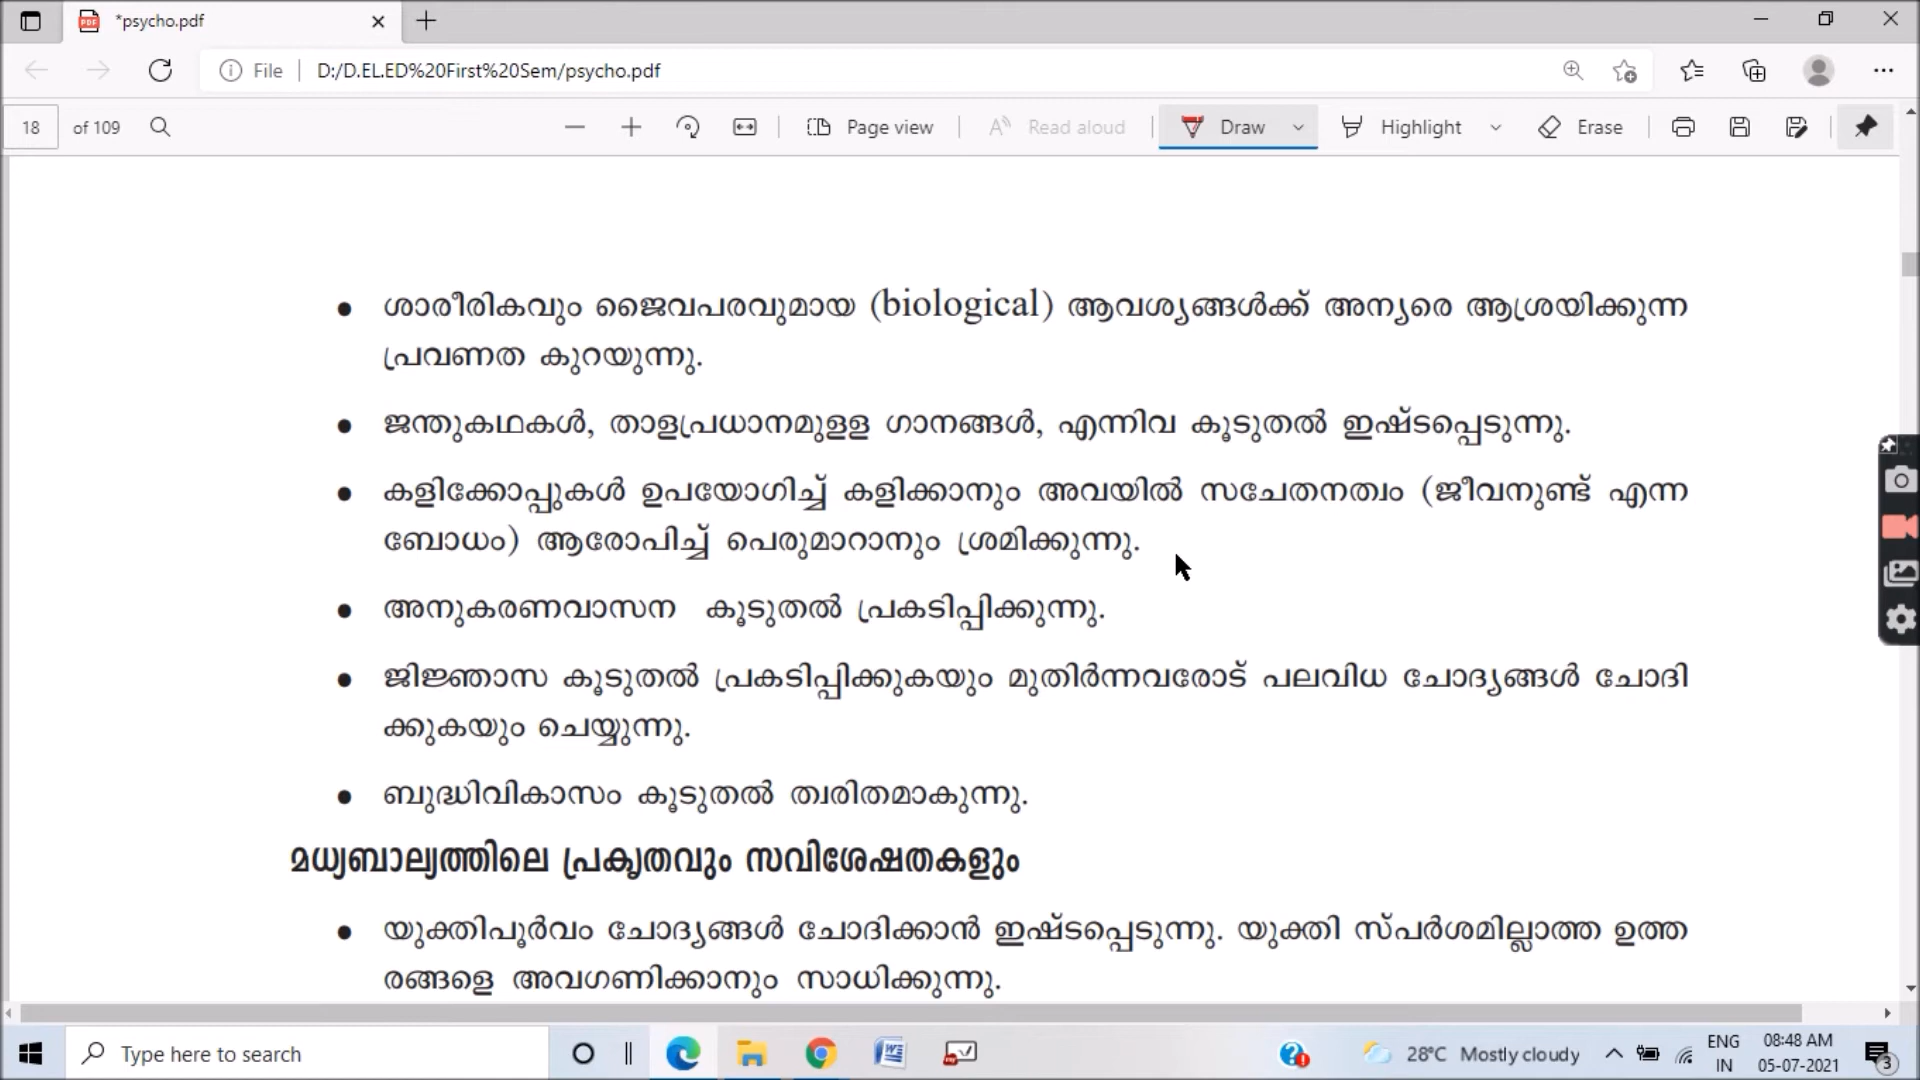 *psycho.pdf
File
D:/D.EL.ED%20First%20Sem/psycho.pdf
18 of 109
Page view
Read aloud
Draw
Highlight
Erase
ശാരീരികവും ജൈവപരവുമായ (biological) ആവശ്യങ്ങൾക്ക് അന്യരെ ആശ്രയിക്കുന്ന
പ്രവണത കുറയുന്നു.
ജന്തുകഥകൾ, താളപ്രധാനമുളള ഗാനങ്ങൾ, എന്നിവ കൂടുതൽ ഇഷ്ടപ്പെടുന്നു.
കളിക്കോപ്പുകൾ ഉപയോഗിച്ച് കളിക്കാനും അവയിൽ സചേതനത്വം (ജീവനുണ്ട് എന്ന
ബോധം) ആരോപിച്ച് പെരുമാറാനും ശ്രമിക്കുന്നു.
അനുകരണവാസന കൂടുതൽ പ്രകടിപ്പിക്കുന്നു.
ജിജ്ഞാസ കൂടുതൽ പ്രകടിപ്പിക്കുകയും മുതിർന്നവരോട് പലവിധ ചോദ്യങ്ങൾ ചോദി
ക്കുകയും ചെയ്യുന്നു.
ബുദ്ധിവികാസം കൂടുതൽ ത്വരിതമാകുന്നു.
മധ്യബാല്യത്തിലെ പ്രകൃതവും സവിശേഷതകളും
യുക്തിപൂർവം ചോദ്യങ്ങൾ ചോദിക്കാൻ ഇഷ്ടപ്പെടുന്നു. യുക്തി സ്പർശമില്ലാത്ത ഉത്ത
രങ്ങളെ അവഗണിക്കാനും സാധിക്കുന്നു.
Type here to search
28°C Mostly cloudy
ENG
IN
08:48 AM
05-07-2021
3